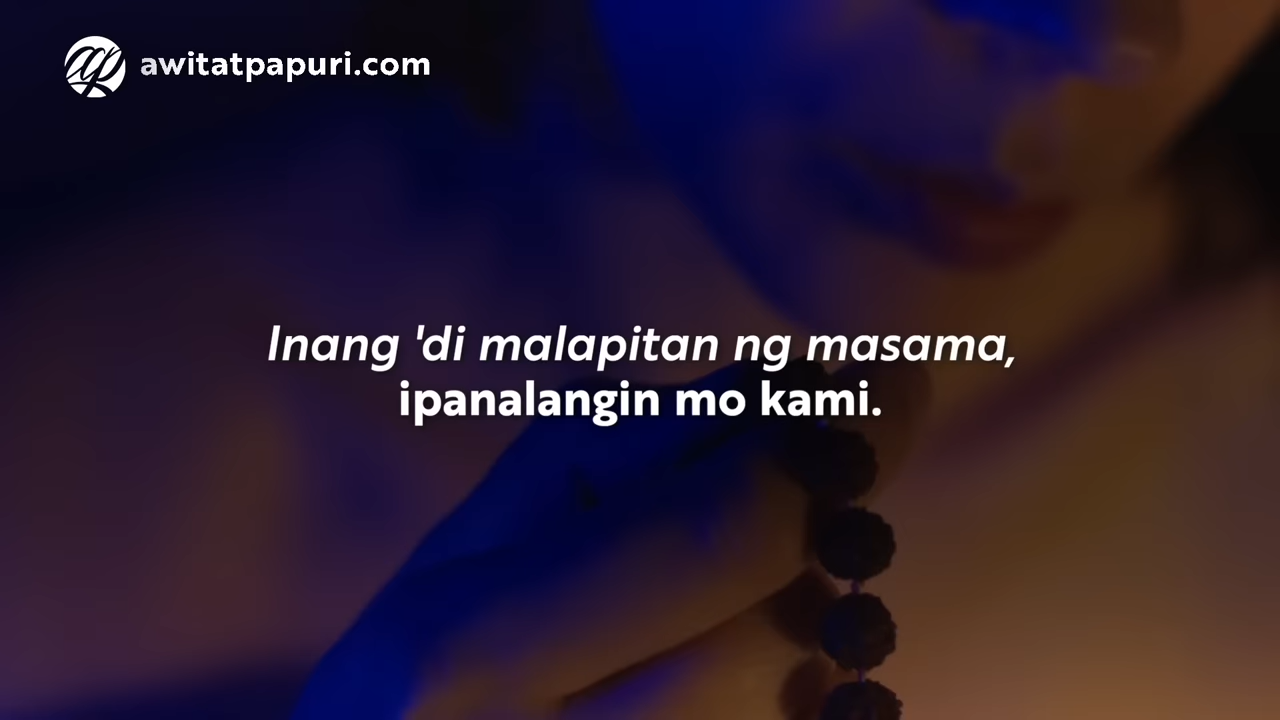 awitatpapuri.com
Inang 'di malapitan ng masama,
ipanalangin mo kami.